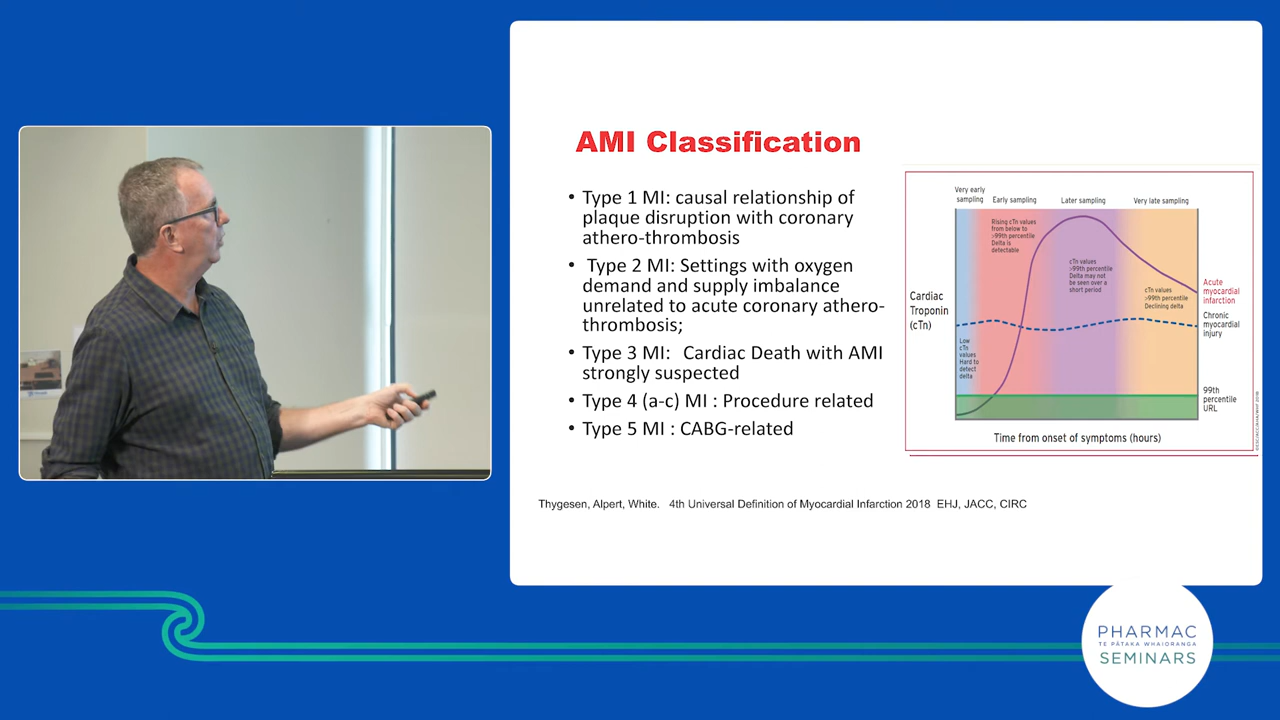 AMI Classification
• Type 1 MI: causal relationship of
plaque disruption with coronary
athero-thrombosis
• Type 2 MI: Settings with oxygen
demand and supply imbalance
unrelated to acute coronary athero-
thrombosis;
• Type 3 MI: Cardiac Death with AMI
strongly suspected
• Type 4 (a-c) MI : Procedure related
• Type 5 MI : CABG-related
Very early
sampling
Early sampling
Later sampling
Very late sampling
Rising cTn values
from below to
>99th percentile
Delta is
detectable
cTn values
>99th percentile
Delta may not
be seen over a
short period
cTn values
>99th percentile
Declining delta
Low
cTn
values
Hard to
detect
delta
Cardiac
Troponin
(cTn)
Acute
myocardial
infarction
Chronic
myocardial
injury
99th
percentile
URL
Time from onset of symptoms (hours)
Thygesen, Alpert, White. 4th Universal Definition of Myocardial Infarction 2018 EHJ, JACC, CIRC
PHARMAC
TE PĀTAKA WHAIORANGA
SEMINARS